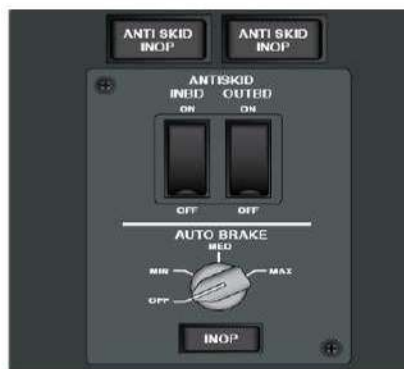 ANTI SKID INOP
ANTI SKID INOP
ANTISKID
INBD OUTBD
ON ON
OFF OFF
AUTO BRAKE
MED
MIN MAX
OFF
INOP